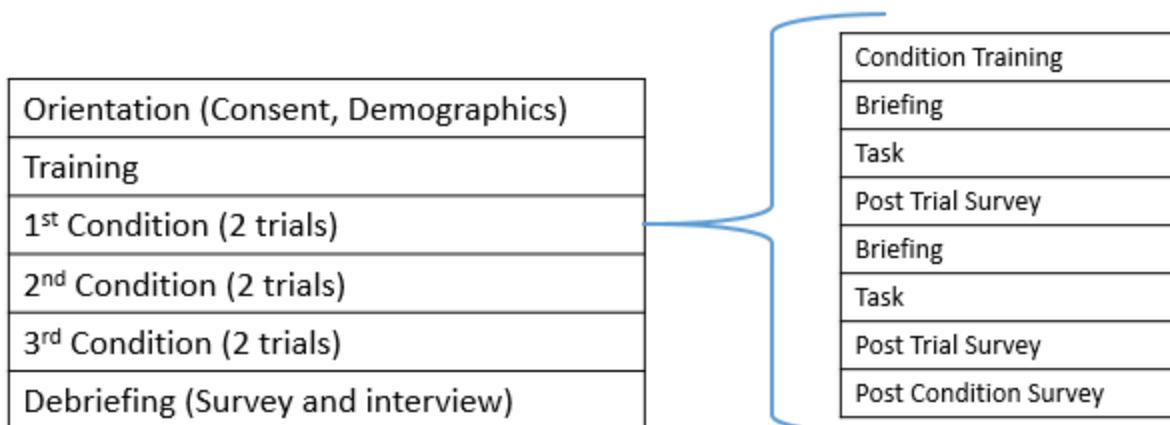 Orientation (Consent, Demographics)
Training
1st Condition (2 trials)
2nd Condition (2 trials)
3rd Condition (2 trials)
Debriefing (Survey and interview)
Condition Training
Briefing
Task
Post Trial Survey
Briefing
Task
Post Trial Survey
Post Condition Survey